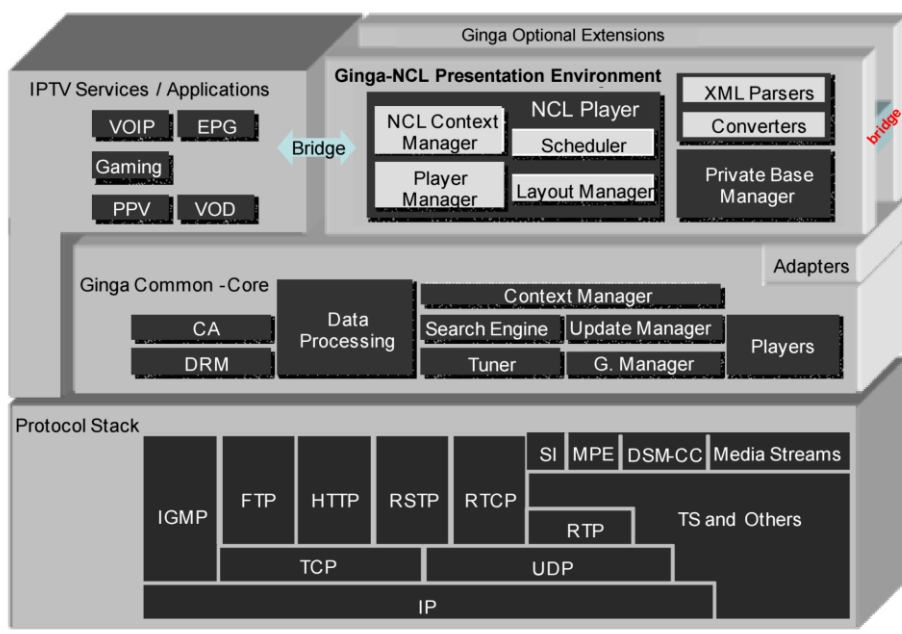 Ginga Optional Extensions
IPTV Services / Applications
VOIP
EPG
Gaming
PPV
VOD
Bridge
Ginga-NCL Presentation Environment
NCL Player
NCL Context
Manager
Scheduler
Player
Manager
Layout Manager
XML Parsers
Converters
Private Base
Manager
bridge
Adapters
Ginga Common -Core
CA
DRM
Data
Processing
Context Manager
Search Engine
Update Manager
Tuner
G. Manager
Players
Protocol Stack
IGMP
FTP
HTTP
RSTP
RTCP
SI
MPE
DSM-CC
Media Streams
TS and Others
RTP
TCP
UDP
IP